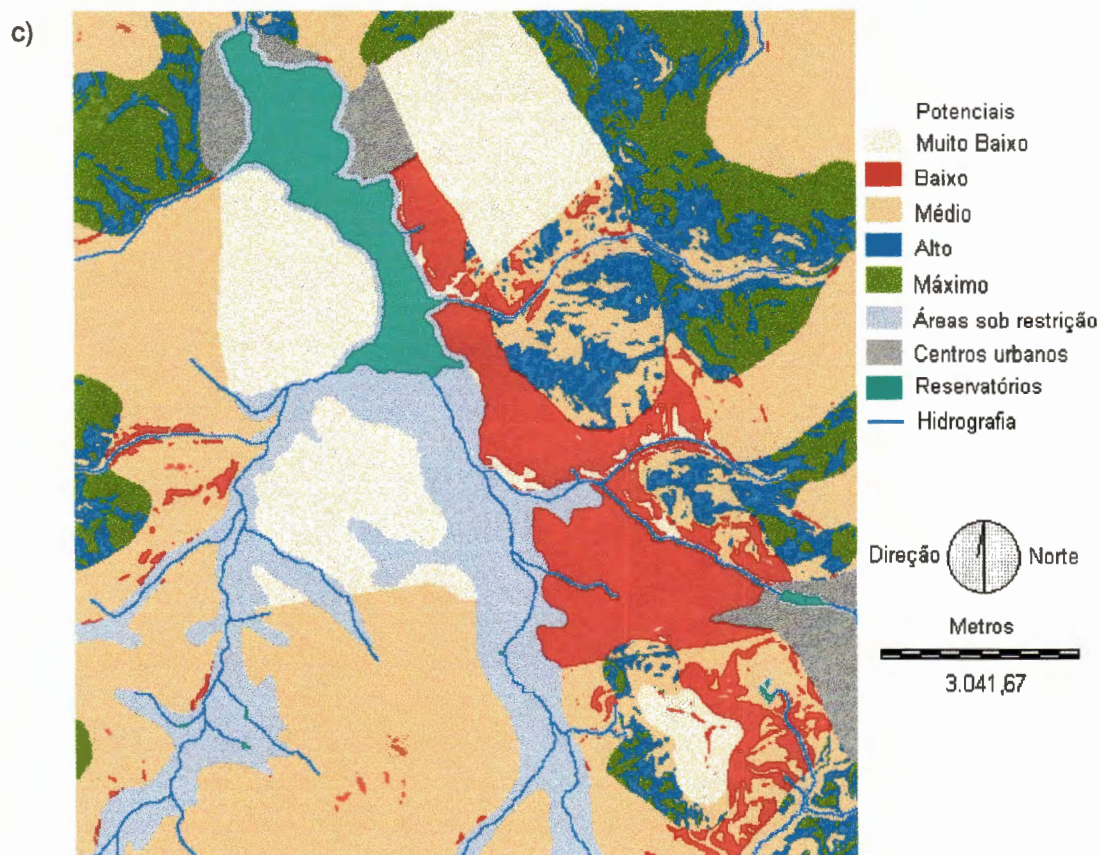 c)
Potenciais
Muito Baixo
Baixo
Médio
Alto
Máximo
Áreas sob restrição
Centros urbanos
Reservatórios
Hidrografia
Direção Norte
Metros
3.041,67